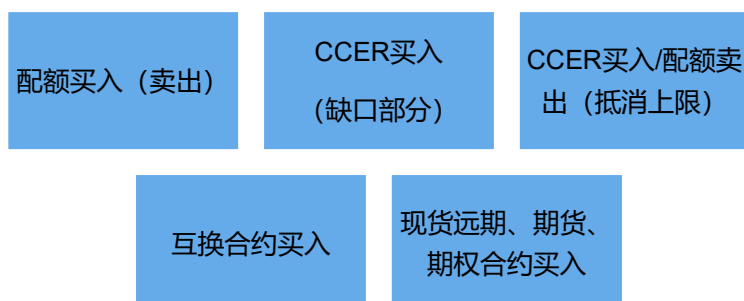 配额买入（卖出）
CCER买入
（缺口部分）
CCER买入/配额卖
出（抵消上限）
互换合约买入
现货远期、期货、
期权合约买入